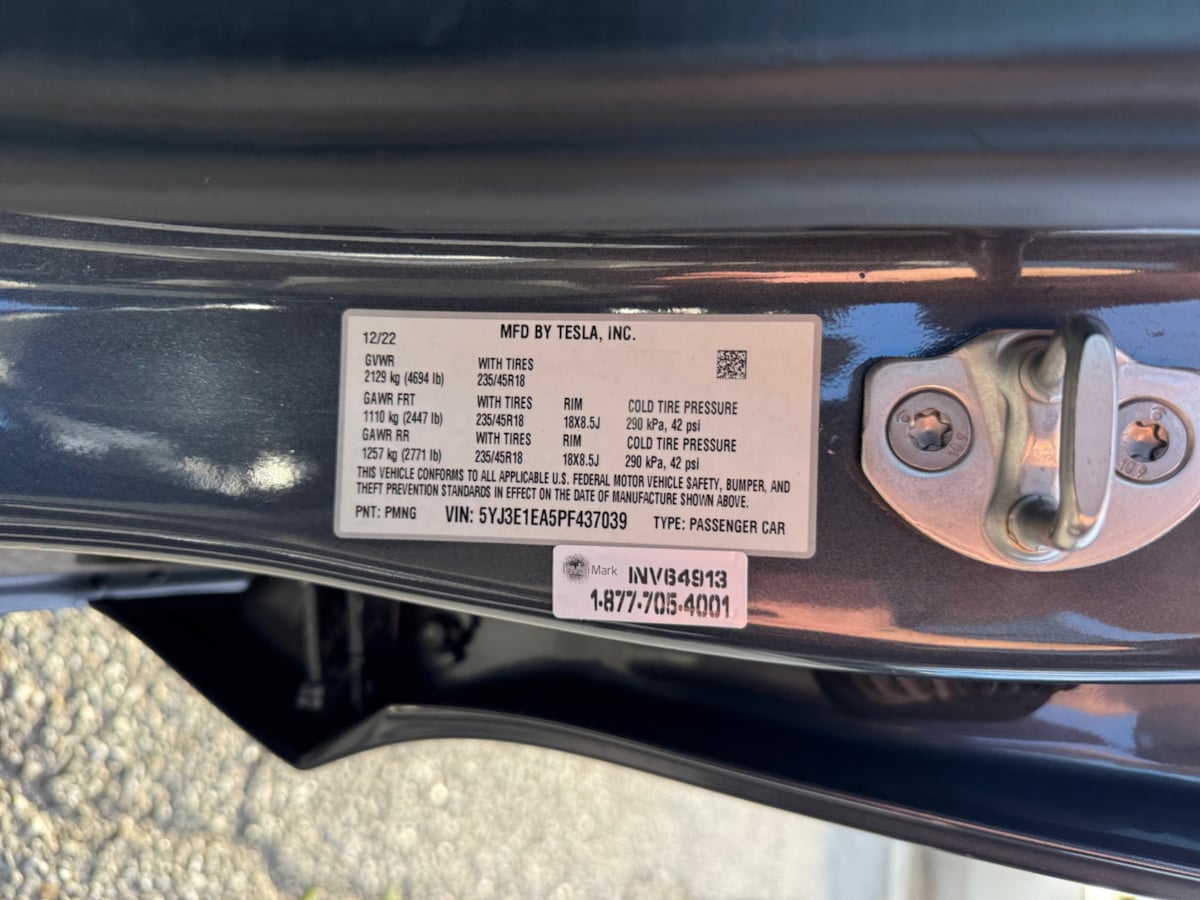 MFD BY TESLA, INC.
12/22
GVWR WITH TIRES
2129 kg (4694 lb) 235/45R18
GAWR FRT WITH TIRES RIM COLD TIRE PRESSURE
1110 kg (2447 lb) 235/45R18 18X8.5J 290 kPa, 42 psi
GAWR RR WITH TIRES RIM COLD TIRE PRESSURE
1257 kg (2771 lb) 235/45R18 18X8.5J 290 kPa, 42 psi
THIS VEHICLE CONFORMS TO ALL APPLICABLE U.S. FEDERAL MOTOR VEHICLE SAFETY, BUMPER, AND
THEFT PREVENTION STANDARDS IN EFFECT ON THE DATE OF MANUFACTURE SHOWN ABOVE.
PNT: PMNG VIN: 5YJ3E1EA5PF437039 TYPE: PASSENGER CAR
Mark INV64913
1-877-705-4001
10.9
10.9